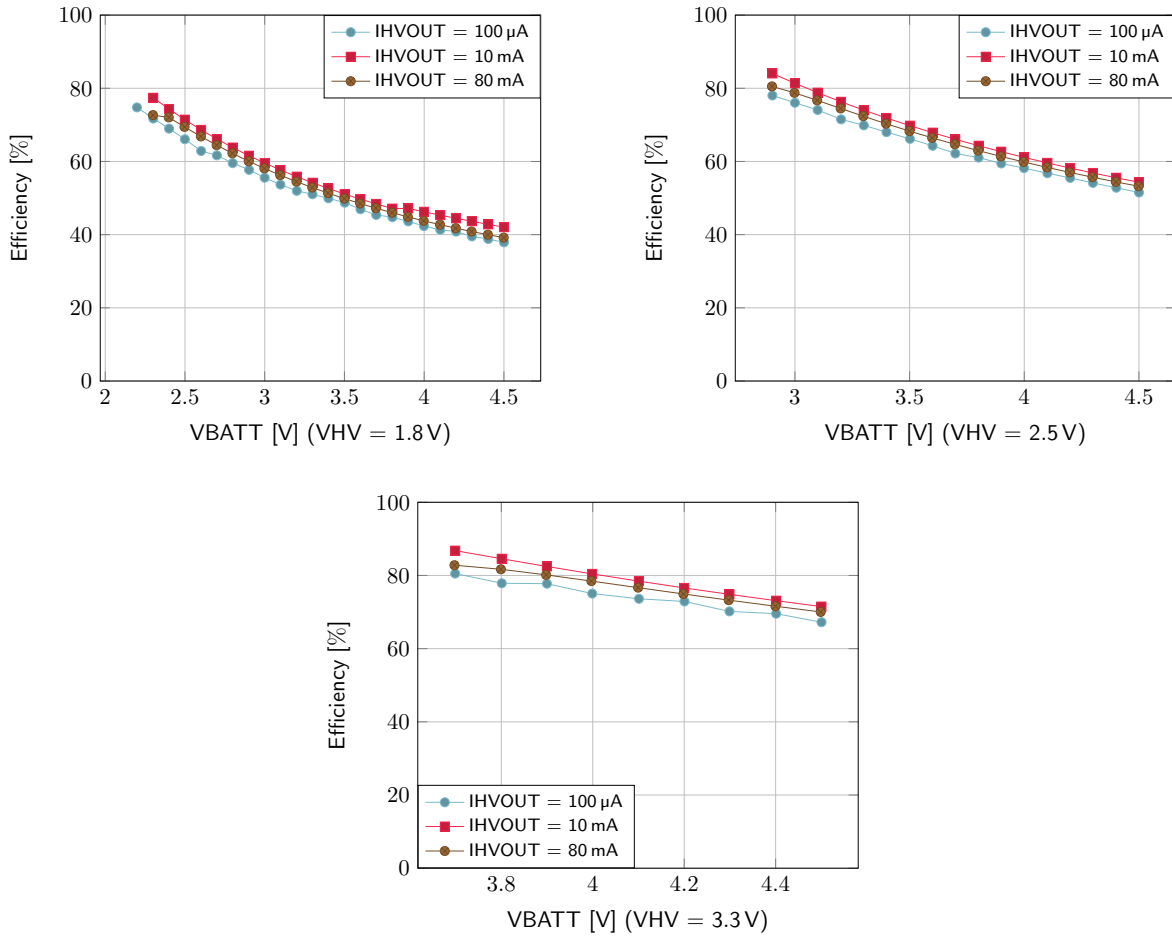 100
80
60
40
20
0
Efficiency [%]
IHVOUT = 100 µA
IHVOUT = 10 mA
IHVOUT = 80 mA
2 2.5 3 3.5 4 4.5
VBATT [V] (VHV = 1.8 V)
100
80
60
40
20
0
Efficiency [%]
IHVOUT = 100 µA
IHVOUT = 10 mA
IHVOUT = 80 mA
3 3.5 4 4.5
VBATT [V] (VHV = 2.5 V)
100
80
60
40
20
0
Efficiency [%]
IHVOUT = 100 µA
IHVOUT = 10 mA
IHVOUT = 80 mA
3.8 4 4.2 4.4
VBATT [V] (VHV = 3.3 V)